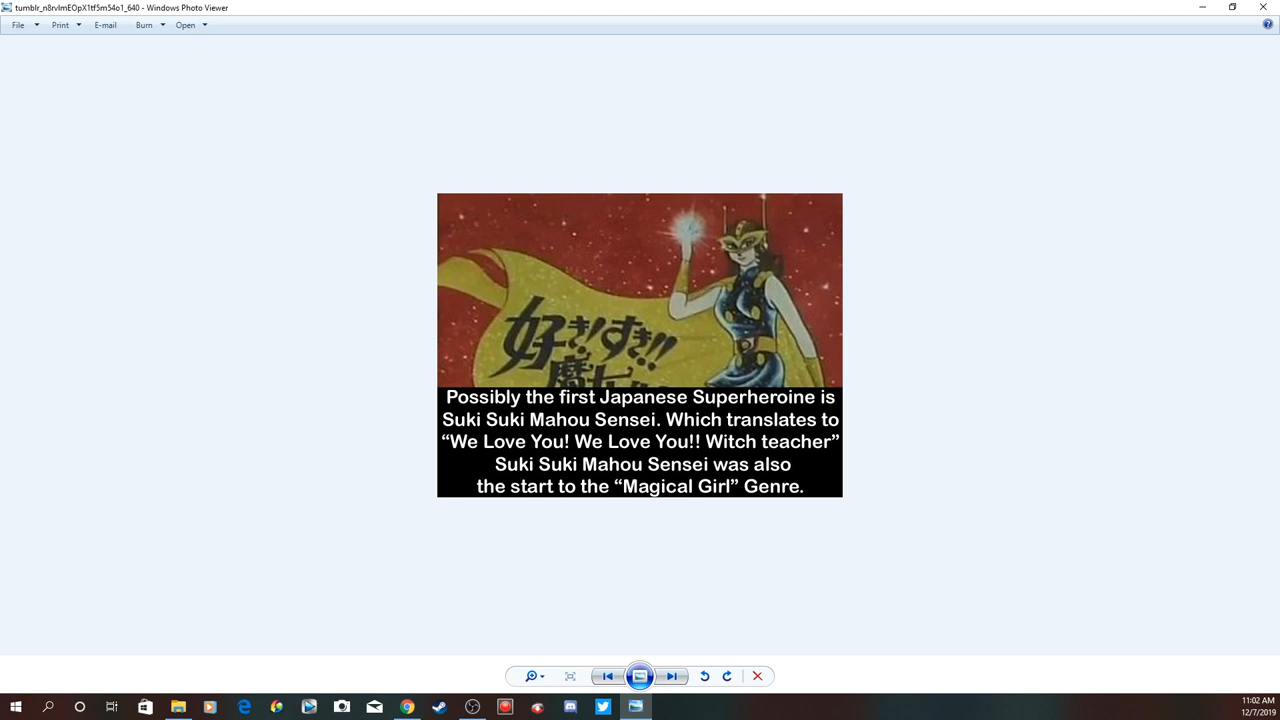 tumblr_n8rvlmEOpX1tf5m54o1_640 - Windows Photo Viewer
File Print E-mail Burn Open
好き!すき!!
Possibly the first Japanese Superheroine is
Suki Suki Mahou Sensei. Which translates to
“We Love You! We Love You!! Witch teacher”
Suki Suki Mahou Sensei was also
the start to the “Magical Girl” Genre.
11:02 AM
12/7/2019